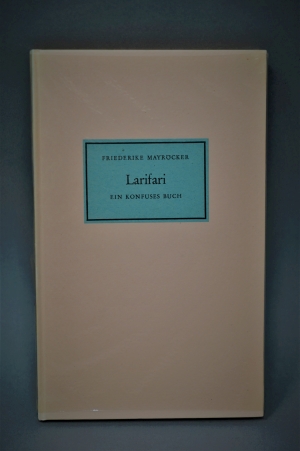 FRIEDERIKE MAYRÖCKER
Larifari
EIN KONFUSES BUCH